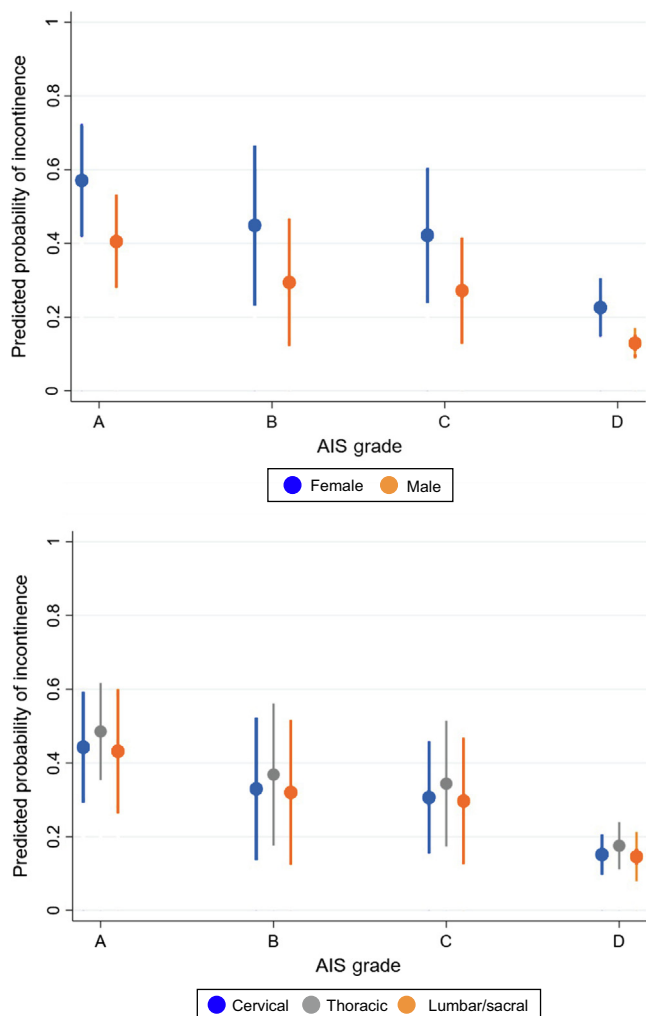 1
0.8
0.6
0.4
0.2
0
Predicted probability of incontinence
A B C D
AIS grade
Female Male
1
0.8
0.6
0.4
0.2
0
Predicted probability of incontinence
A B C D
AIS grade
Cervical Thoracic Lumbar/sacral